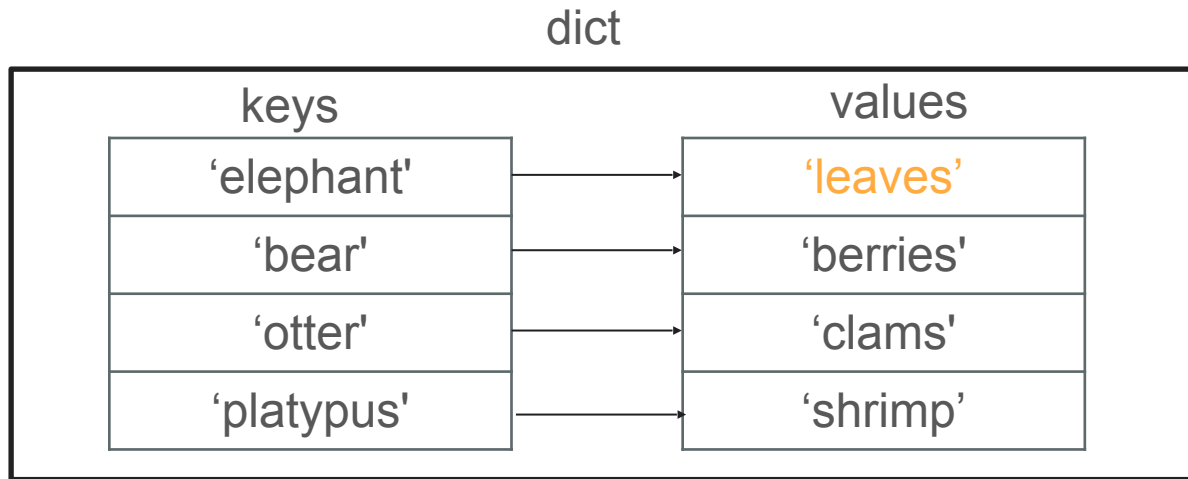 dict
keys values
‘elephant' ‘leaves’
‘bear' ‘berries'
‘otter' ‘clams'
‘platypus' ‘shrimp’